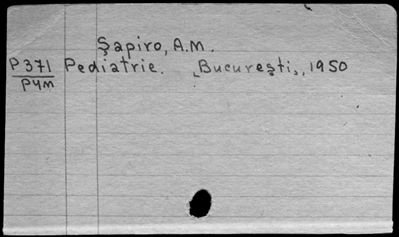 Şapiro, A.M.
P371 Pediatrie. „Bucureşti", 1950
P4M